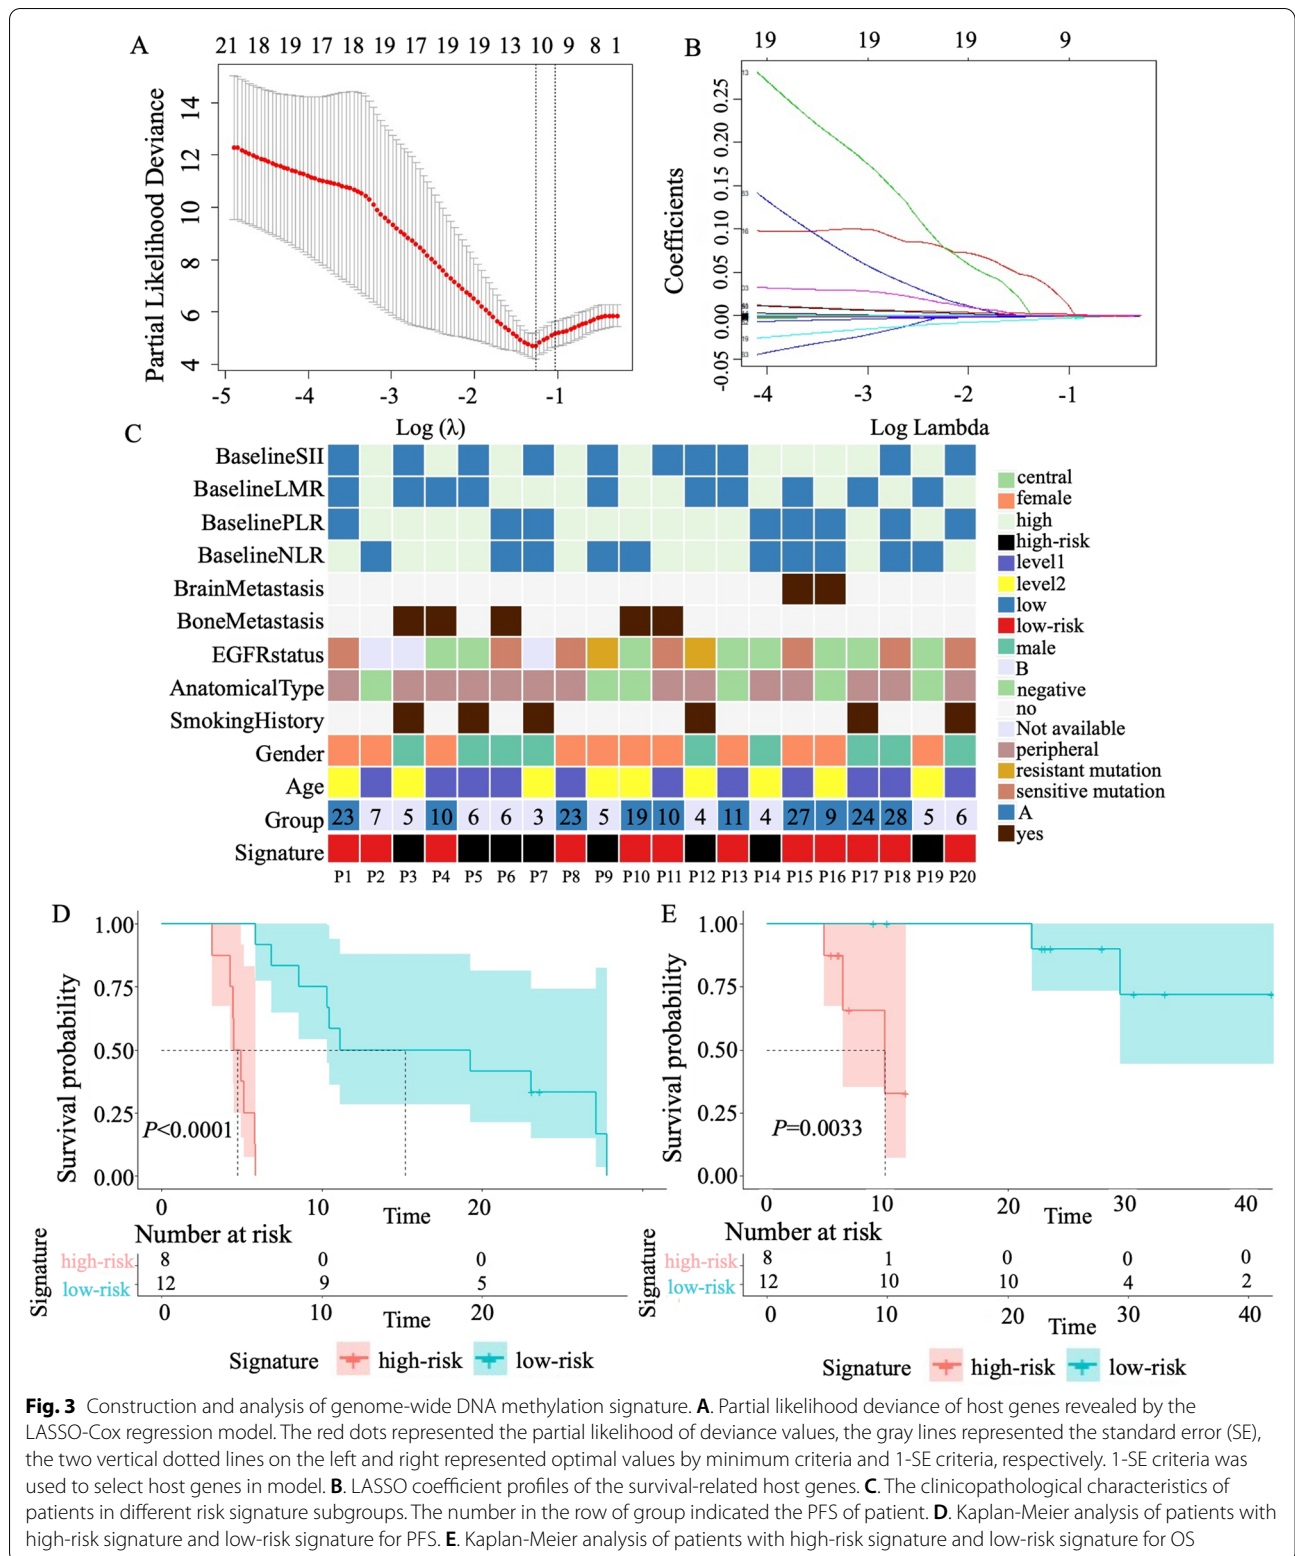 A
21 18 19 17 18 19 17 19 19 13 10 9 8 1
Partial Likelihood Deviance
14
12
10
8
6
4
-5 -4 -3 -2 -1
Log (λ)
B
19 19 19 9
Coefficients
0.25
0.20
0.15
0.10
0.05
0.00
-0.05
-4 -3 -2 -1
Log Lambda
C
BaselineSII
BaselineLMR
BaselinePLR
BaselineNLR
BrainMetastasis
BoneMetastasis
EGFRstatus
AnatomicalType
SmokingHistory
Gender
Age
Group 23 7 5 10 6 6 3 23 5 19 10 4 11 4 27 9 24 28 5 6
Signature
P1 P2 P3 P4 P5 P6 P7 P8 P9 P10 P11 P12 P13 P14 P15 P16 P17 P18 P19 P20
central
female
high
high-risk
level1
level2
low
low-risk
male
B
negative
no
Not available
peripheral
resistant mutation
sensitive mutation
A
yes
D
Survival probability
1.00
0.75
0.50
0.25
0.00
P<0.0001
0 10 20
Time
Number at risk
Signature
high-risk 8 0 0
low-risk 12 9 5
0 10 20
Time
Signature high-risk low-risk
E
Survival probability
1.00
0.75
0.50
0.25
0.00
P=0.0033
0 10 20 30 40
Time
Number at risk
Signature
high-risk 8 1 0 0 0
low-risk 12 10 10 4 2
0 10 20 30 40
Time
Signature high-risk low-risk
Fig. 3 Construction and analysis of genome-wide DNA methylation signature. A. Partial likelihood deviance of host genes revealed by the
LASSO-Cox regression model. The red dots represented the partial likelihood of deviance values, the gray lines represented the standard error (SE),
the two vertical dotted lines on the left and right represented optimal values by minimum criteria and 1-SE criteria, respectively. 1-SE criteria was
used to select host genes in model. B. LASSO coefficient profiles of the survival-related host genes. C. The clinicopathological characteristics of
patients in different risk signature subgroups. The number in the row of group indicated the PFS of patient. D. Kaplan-Meier analysis of patients with
high-risk signature and low-risk signature for PFS. E. Kaplan-Meier analysis of patients with high-risk signature and low-risk signature for OS